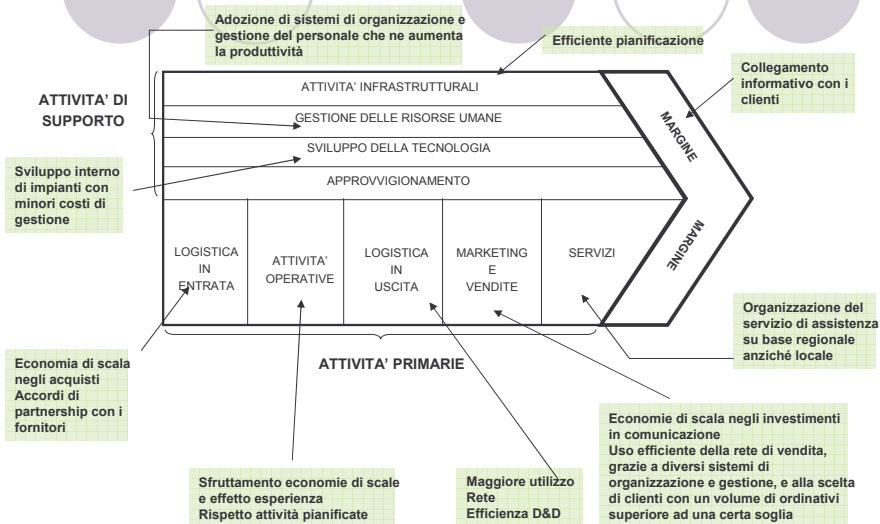 Adozione di sistemi di organizzazione e
gestione del personale che ne aumenta
la produttività
Efficiente pianificazione
Collegamento
informativo con i
clienti
ATTIVITA' DI
SUPPORTO
ATTIVITA' INFRASTRUTTURALI
GESTIONE DELLE RISORSE UMANE
SVILUPPO DELLA TECNOLOGIA
APPROVVIGIONAMENTO
MARGINE
MARGINE
Sviluppo interno
di impianti con
minori costi di
gestione
LOGISTICA
IN
ENTRATA
ATTIVITA'
OPERATIVE
LOGISTICA
IN
USCITA
MARKETING
E
VENDITE
SERVIZI
Organizzazione del
servizio di assistenza
su base regionale
anziché locale
ATTIVITA' PRIMARIE
Economia di scala
negli acquisti
Accordi di
partnership con i
fornitori
Sfruttamento economie di scale
e effetto esperienza
Rispetto attività pianificate
Maggiore utilizzo
Rete
Efficienza D&D
Economie di scala negli investimenti
in comunicazione
Uso efficiente della rete di vendita,
grazie a diversi sistemi di
organizzazione e gestione, e alla scelta
di clienti con un volume di ordinativi
superiore ad una certa soglia